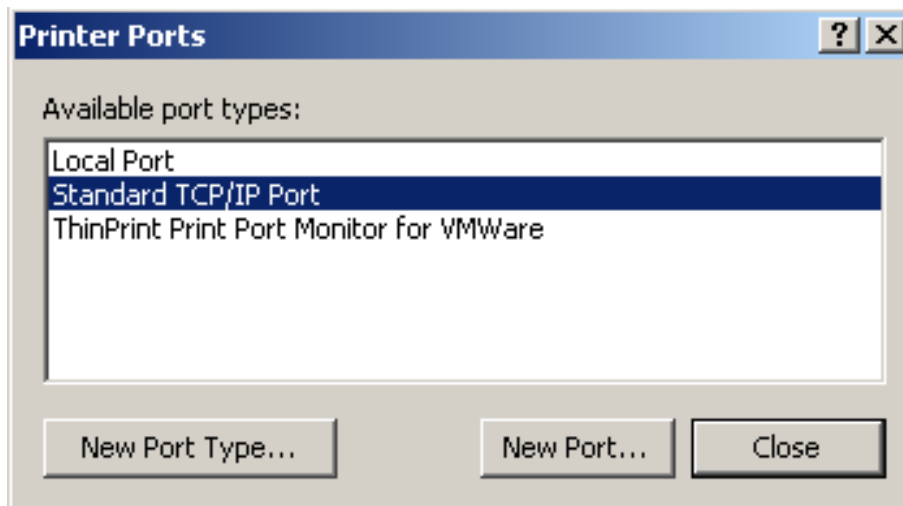 Printer Ports
Available port types:
Local Port
Standard TCP/IP Port
ThinPrint Print Port Monitor for VMWare
New Port Type... New Port... Close